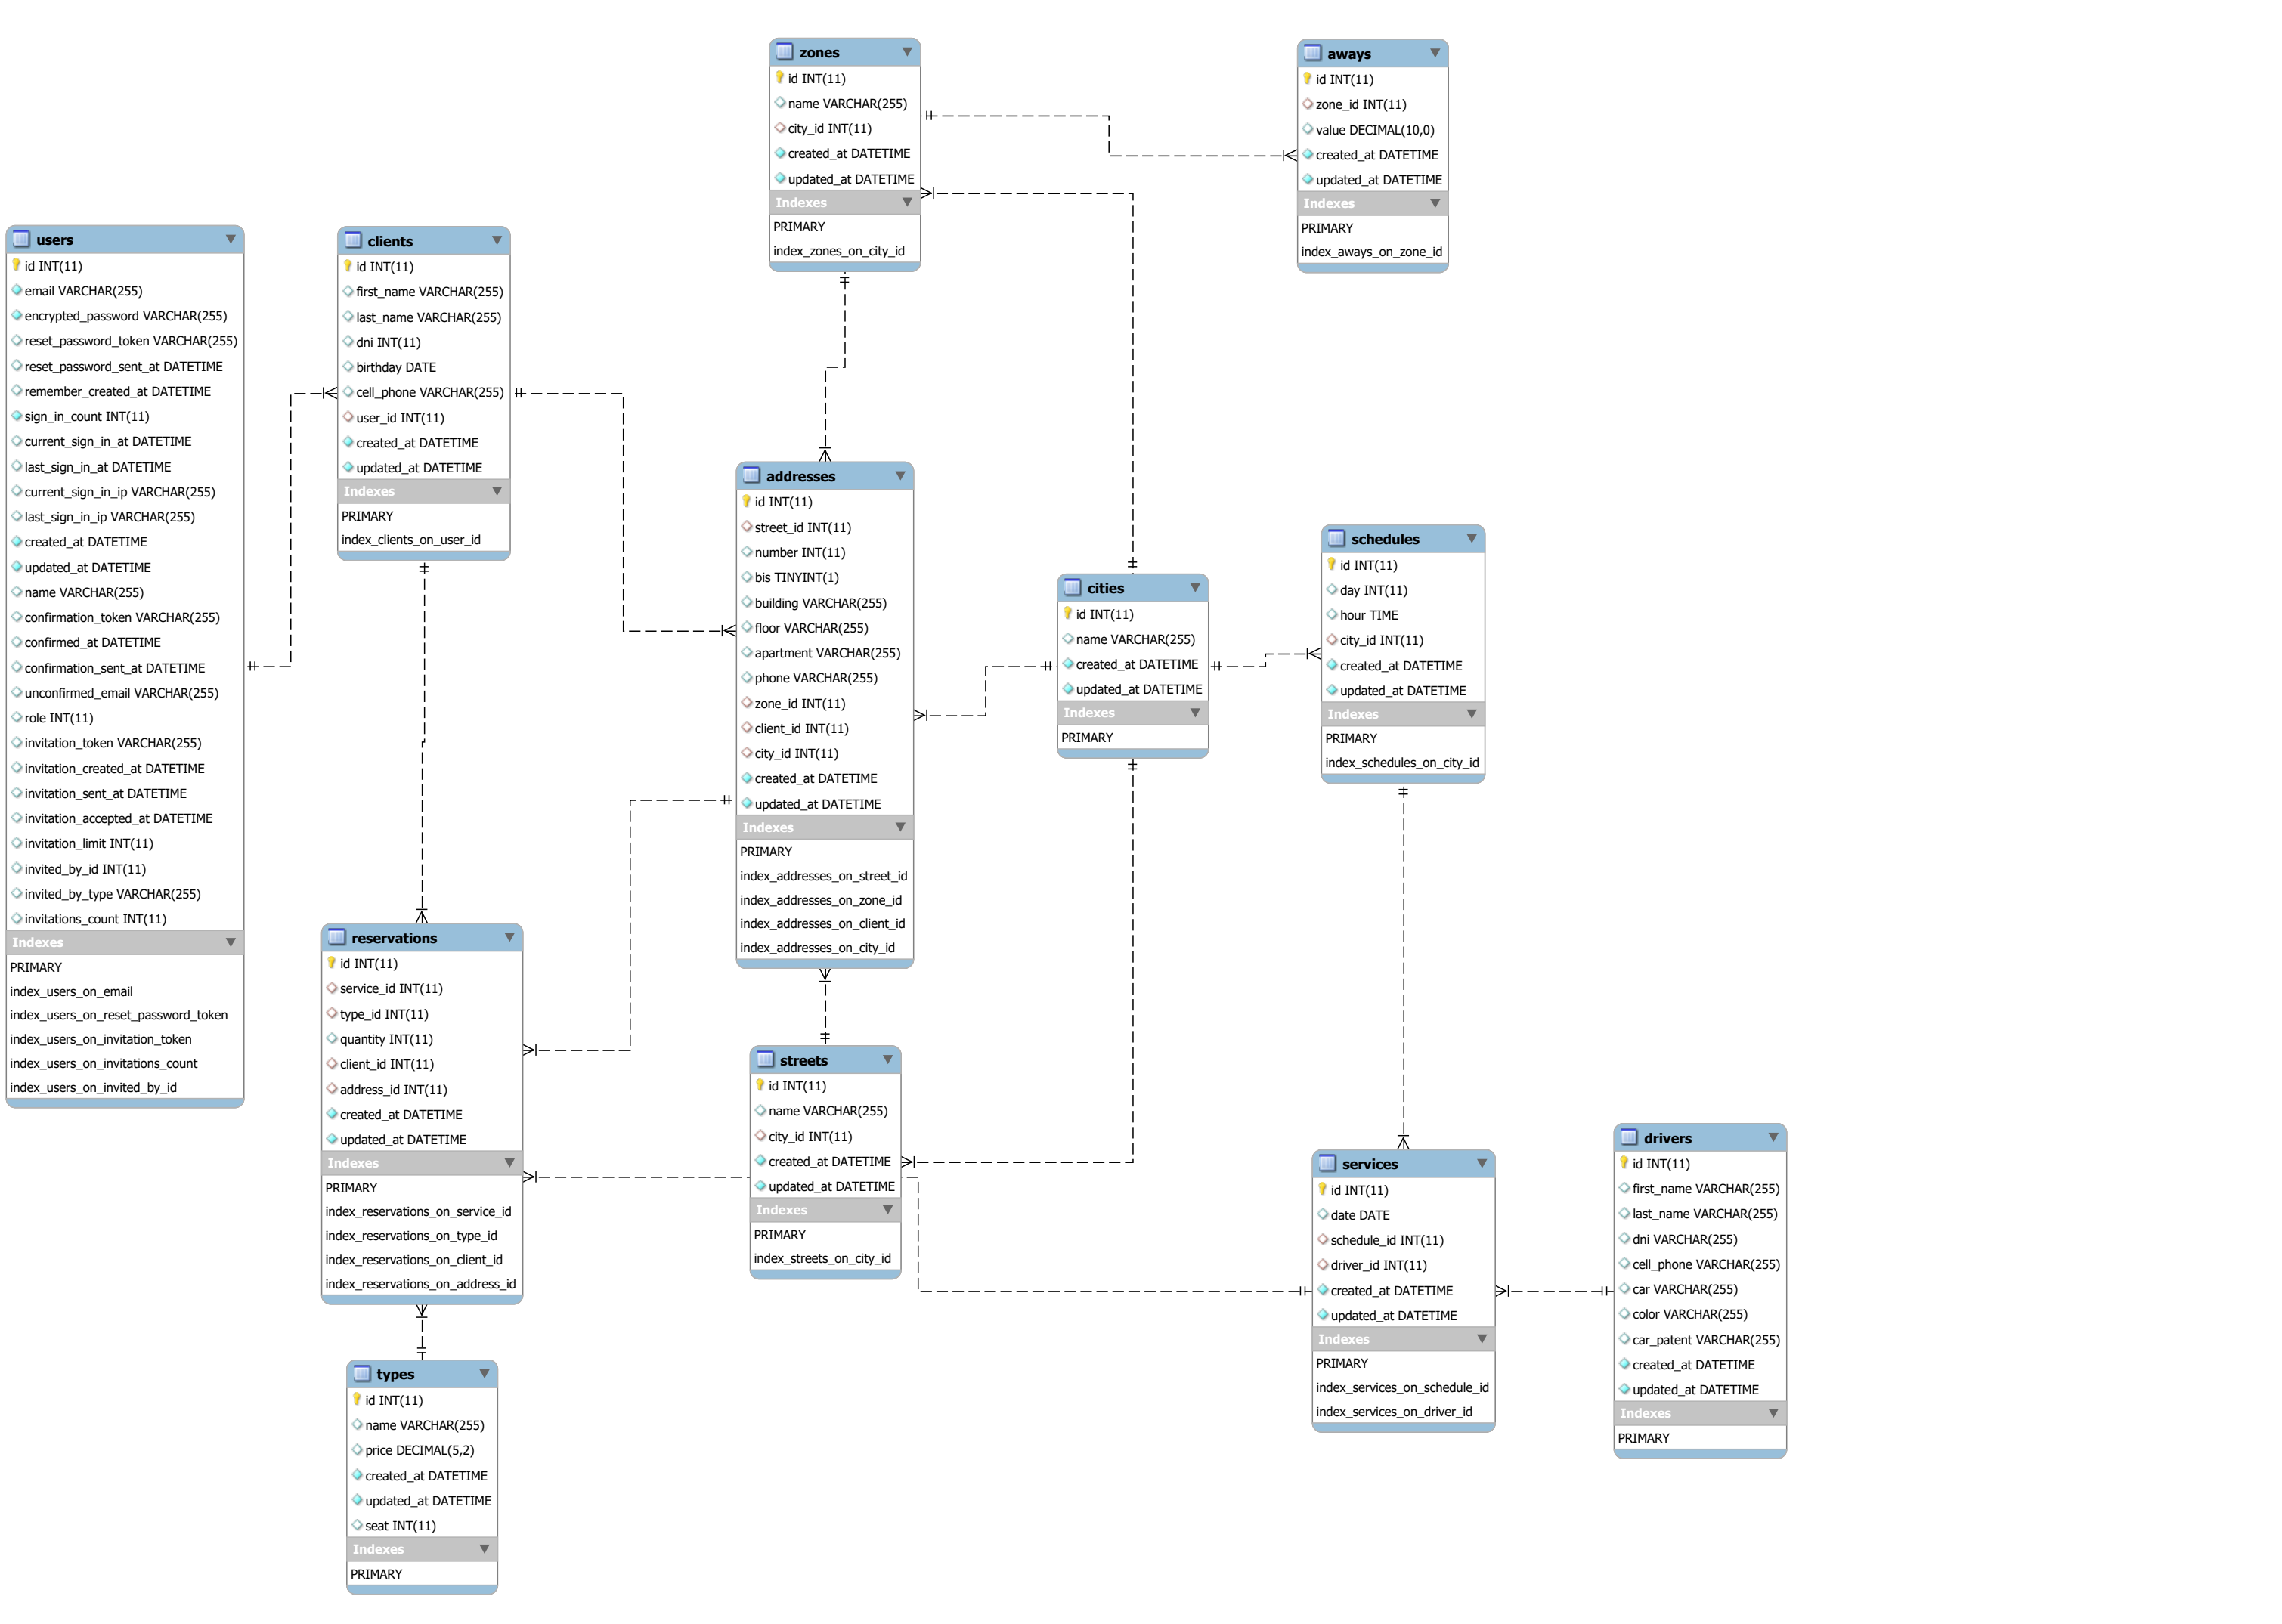 zones
id INT(11)
name VARCHAR(255)
city_id INT(11)
created_at DATETIME
updated_at DATETIME
Indexes
PRIMARY
index_zones_on_city_id
aways
id INT(11)
zone_id INT(11)
value DECIMAL(10,0)
created_at DATETIME
updated_at DATETIME
Indexes
PRIMARY
index_aways_on_zone_id
users
id INT(11)
email VARCHAR(255)
encrypted_password VARCHAR(255)
reset_password_token VARCHAR(255)
reset_password_sent_at DATETIME
remember_created_at DATETIME
sign_in_count INT(11)
current_sign_in_at DATETIME
last_sign_in_at DATETIME
current_sign_in_ip VARCHAR(255)
last_sign_in_ip VARCHAR(255)
created_at DATETIME
updated_at DATETIME
name VARCHAR(255)
confirmation_token VARCHAR(255)
confirmed_at DATETIME
confirmation_sent_at DATETIME
unconfirmed_email VARCHAR(255)
role INT(11)
invitation_token VARCHAR(255)
invitation_created_at DATETIME
invitation_sent_at DATETIME
invitation_accepted_at DATETIME
invitation_limit INT(11)
invited_by_id INT(11)
invited_by_type VARCHAR(255)
invitations_count INT(11)
Indexes
PRIMARY
index_users_on_email
index_users_on_reset_password_token
index_users_on_invitation_token
index_users_on_invitations_count
index_users_on_invited_by_id
clients
id INT(11)
first_name VARCHAR(255)
last_name VARCHAR(255)
dni INT(11)
birthday DATE
cell_phone VARCHAR(255)
user_id INT(11)
created_at DATETIME
updated_at DATETIME
Indexes
PRIMARY
index_clients_on_user_id
addresses
id INT(11)
street_id INT(11)
number INT(11)
bis TINYINT(1)
building VARCHAR(255)
floor VARCHAR(255)
apartment VARCHAR(255)
phone VARCHAR(255)
zone_id INT(11)
client_id INT(11)
city_id INT(11)
created_at DATETIME
updated_at DATETIME
Indexes
PRIMARY
index_addresses_on_street_id
index_addresses_on_zone_id
index_addresses_on_client_id
index_addresses_on_city_id
cities
id INT(11)
name VARCHAR(255)
created_at DATETIME
updated_at DATETIME
Indexes
PRIMARY
schedules
id INT(11)
day INT(11)
hour TIME
city_id INT(11)
created_at DATETIME
updated_at DATETIME
Indexes
PRIMARY
index_schedules_on_city_id
reservations
id INT(11)
service_id INT(11)
type_id INT(11)
quantity INT(11)
client_id INT(11)
address_id INT(11)
created_at DATETIME
updated_at DATETIME
Indexes
PRIMARY
index_reservations_on_service_id
index_reservations_on_type_id
index_reservations_on_client_id
index_reservations_on_address_id
streets
id INT(11)
name VARCHAR(255)
city_id INT(11)
created_at DATETIME
updated_at DATETIME
Indexes
PRIMARY
index_streets_on_city_id
services
id INT(11)
date DATE
schedule_id INT(11)
driver_id INT(11)
created_at DATETIME
updated_at DATETIME
Indexes
PRIMARY
index_services_on_schedule_id
index_services_on_driver_id
drivers
id INT(11)
first_name VARCHAR(255)
last_name VARCHAR(255)
dni VARCHAR(255)
cell_phone VARCHAR(255)
car VARCHAR(255)
color VARCHAR(255)
car_patent VARCHAR(255)
created_at DATETIME
updated_at DATETIME
Indexes
PRIMARY
types
id INT(11)
name VARCHAR(255)
price DECIMAL(5,2)
created_at DATETIME
updated_at DATETIME
seat INT(11)
Indexes
PRIMARY